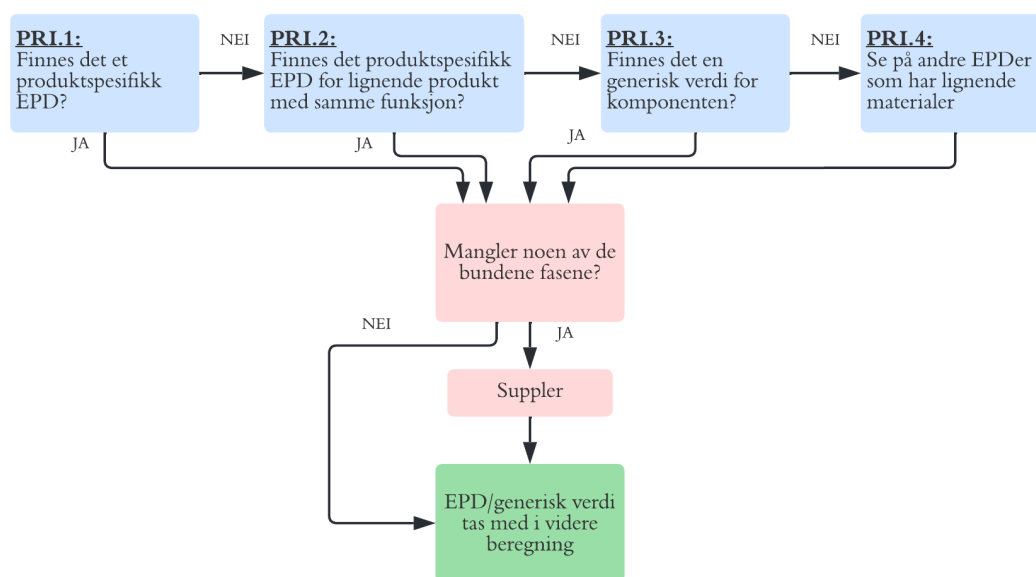 PRI.1:
Finnes det et
produktspesifikk
EPD?
NEI
PRI.2:
Finnes det produktspesifikk
EPD for lignende produkt
med samme funksjon?
NEI
PRI.3:
Finnes det en
generisk verdi for
komponenten?
NEI
PRI.4:
Se på andre EPDer
som har lignende
materialer
JA
JA
JA
Mangler noen av de
bundene fasene?
NEI
JA
Suppler
EPD/generisk verdi
tas med i videre
beregning